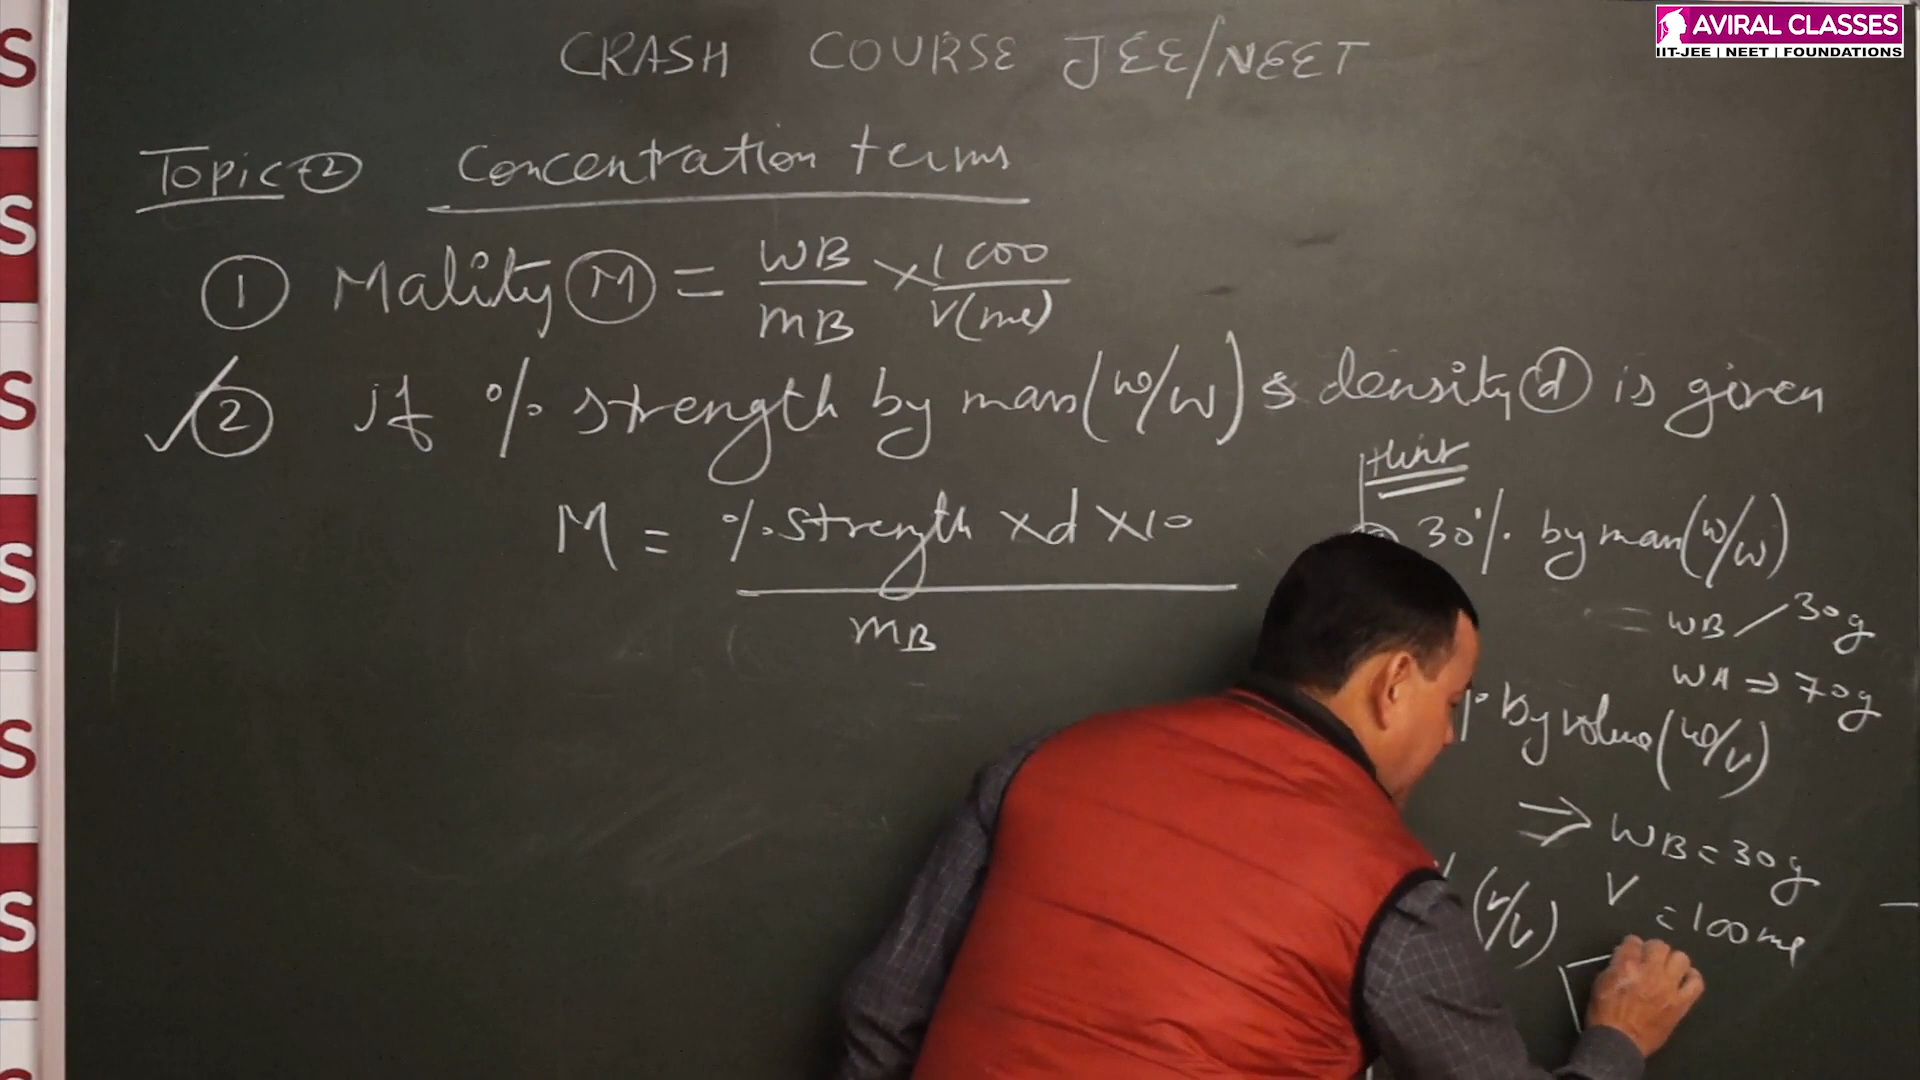 AVIRAL CLASSES
IIT-JEE | NEET | FOUNDATIONS
CRASH COURSE JEE/NEET
Topic ② Concentration terms
① Mality Ⓜ = WB/mB × 1000/V(ml)
② if % strength by mass (w/w) & density ⓓ is given
M = % strength × d × 10 / mB
Hint
30% by mass (w/w)
= WB / 30g
WA ⇒ 70g
% by volume (w/v)
⇒ WB = 30g
V = 100ml
(v/v)
S
S
S
S
S
S
S